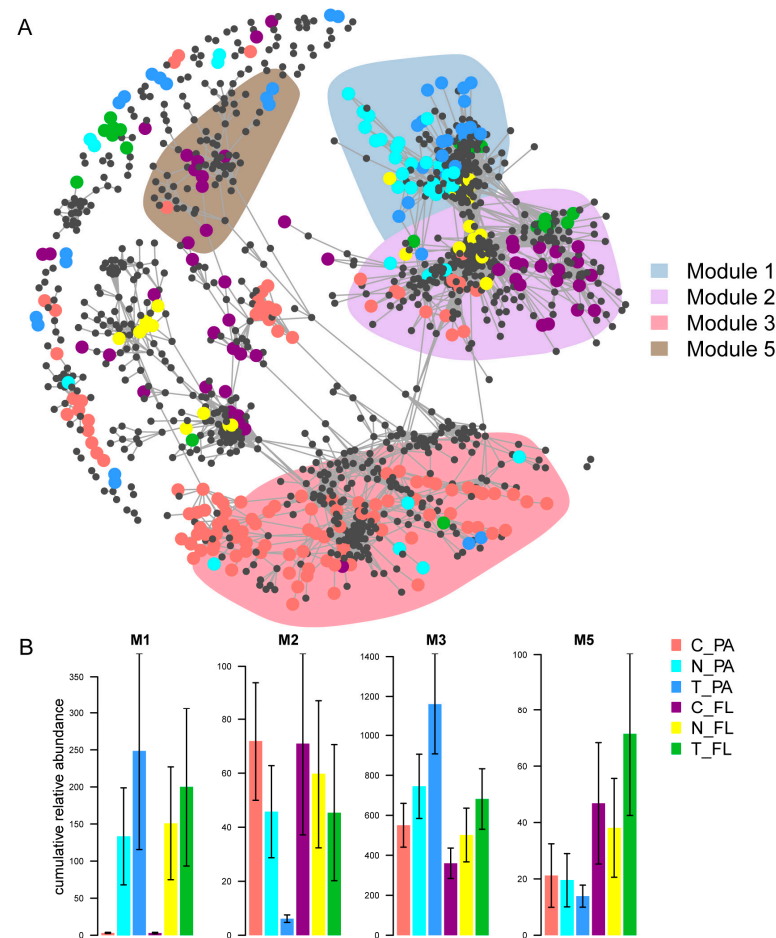 A
Module 1
Module 2
Module 3
Module 5
B
M1
M2
M3
M5
cumulative relative abundance
350
300
250
200
150
100
50
0
100
80
60
40
20
0
1400
1200
1000
800
600
400
200
0
100
80
60
40
20
0
C_PA
N_PA
T_PA
C_FL
N_FL
T_FL